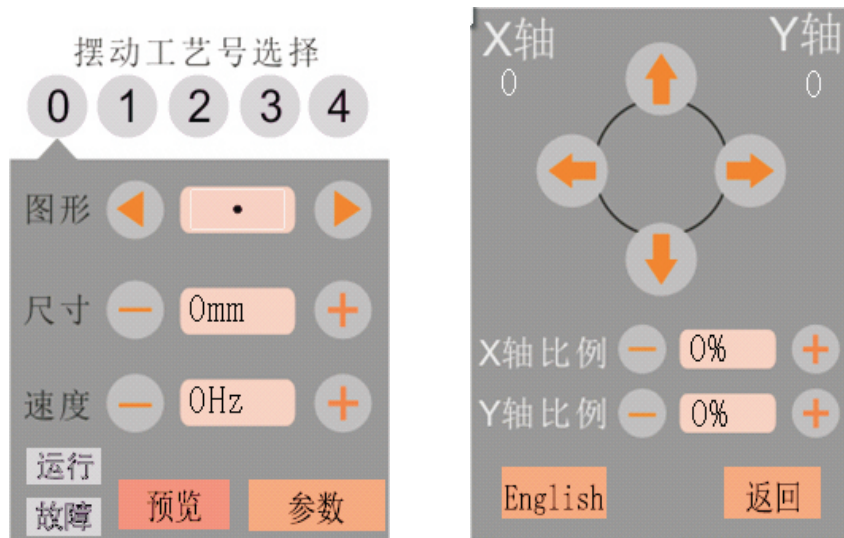 摆动工艺号选择
0 1 2 3 4
图形
尺寸 0mm
速度 0Hz
运行
故障
预览
参数
X轴 Y轴
0 0
X轴比例 0%
Y轴比例 0%
English
返回